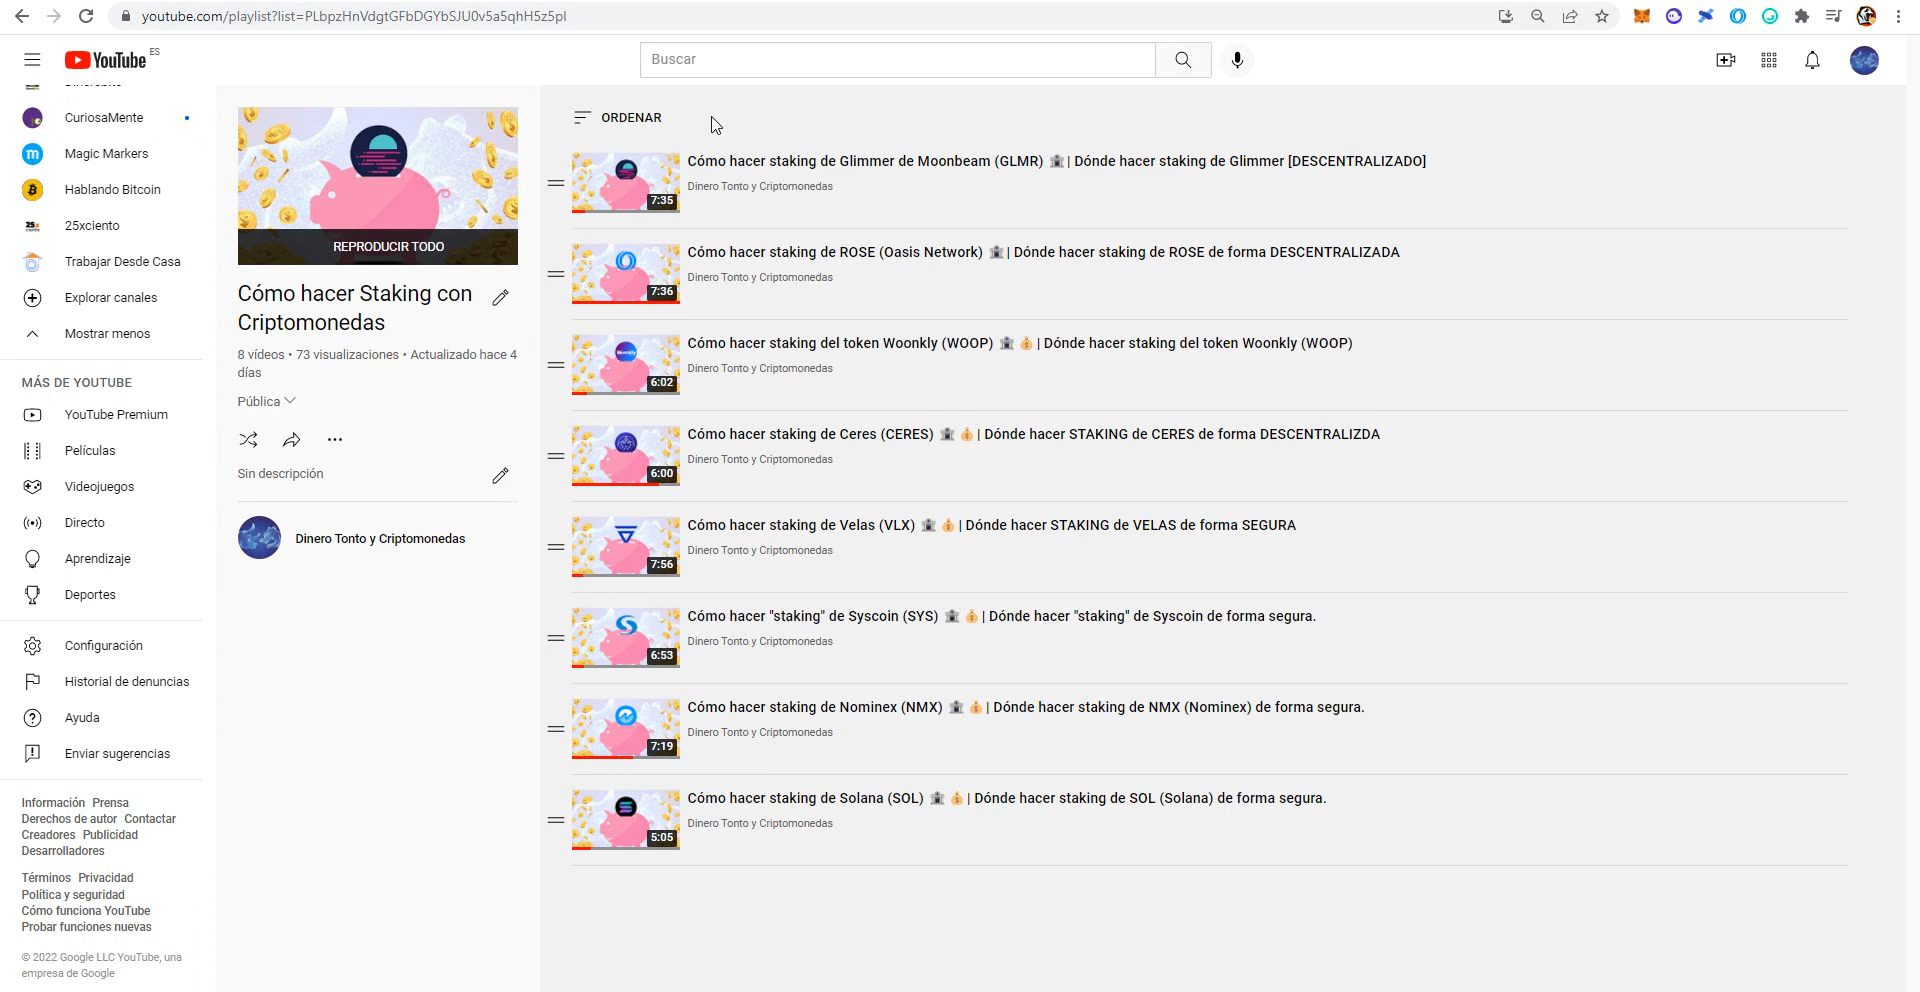 youtube.com/playlist?list=PLbpzHnVdgtGFbDGYbSJU0v5a5qhH5z5pI
YouTube ES
Buscar
CuriosaMente
Magic Markers
Hablando Bitcoin
25xciento
Trabajar Desde Casa
Explorar canales
Mostrar menos
MÁS DE YOUTUBE
YouTube Premium
Películas
Videojuegos
Directo
Aprendizaje
Deportes
Configuración
Historial de denuncias
Ayuda
Enviar sugerencias
Información Prensa
Derechos de autor Contactar
Creadores Publicidad
Desarrolladores
Términos Privacidad
Política y seguridad
Cómo funciona YouTube
Probar funciones nuevas
© 2022 Google LLC YouTube, una
empresa de Google
REPRODUCIR TODO
Cómo hacer Staking con
Criptomonedas
8 vídeos • 73 visualizaciones • Actualizado hace 4
días
Pública
Sin descripción
Dinero Tonto y Criptomonedas
ORDENAR
7:35
Cómo hacer staking de Glimmer de Moonbeam (GLMR) 🏦| Dónde hacer staking de Glimmer [DESCENTRALIZADO]
Dinero Tonto y Criptomonedas
7:36
Cómo hacer staking de ROSE (Oasis Network) 🏦| Dónde hacer staking de ROSE de forma DESCENTRALIZADA
Dinero Tonto y Criptomonedas
Woonkly
6:02
Cómo hacer staking del token Woonkly (WOOP) 🏦 💰 | Dónde hacer staking del token Woonkly (WOOP)
Dinero Tonto y Criptomonedas
6:00
Cómo hacer staking de Ceres (CERES) 🏦 💰 | Dónde hacer STAKING de CERES de forma DESCENTRALIZDA
Dinero Tonto y Criptomonedas
7:56
Cómo hacer staking de Velas (VLX) 🏦 💰 | Dónde hacer STAKING de VELAS de forma SEGURA
Dinero Tonto y Criptomonedas
6:53
Cómo hacer "staking" de Syscoin (SYS) 🏦 💰 | Dónde hacer "staking" de Syscoin de forma segura.
Dinero Tonto y Criptomonedas
7:19
Cómo hacer staking de Nominex (NMX) 🏦 💰 | Dónde hacer staking de NMX (Nominex) de forma segura.
Dinero Tonto y Criptomonedas
5:05
Cómo hacer staking de Solana (SOL) 🏦 💰 | Dónde hacer staking de SOL (Solana) de forma segura.
Dinero Tonto y Criptomonedas